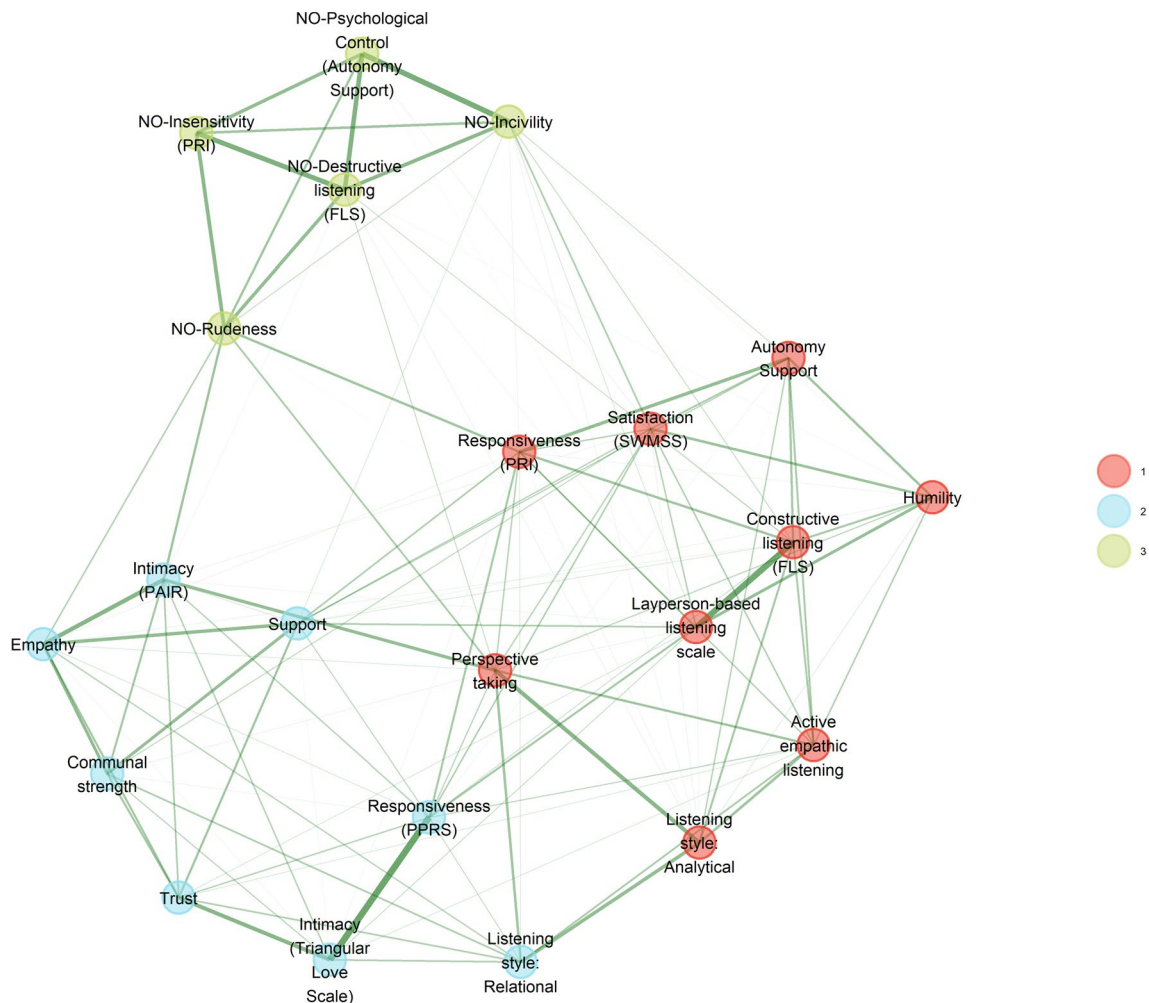 NO-Psychological
Control
(Autonomy
Support)
NO-Insensitivity
(PRI)
NO-Incivility
NO-Destructive
listening
(FLS)
NO-Rudeness
Autonomy
Support
Satisfaction
(SWMSS)
Responsiveness
(PRI)
Humility
Constructive
listening
(FLS)
Intimacy
(PAIR)
Layperson-based
listening
scale
Support
Empathy
Perspective
taking
Active
empathic
listening
Communal
strength
Responsiveness
(PPRS)
Listening
style:
Analytical
Trust
Intimacy
(Triangular
Love
Scale)
Listening
style:
Relational
1
2
3